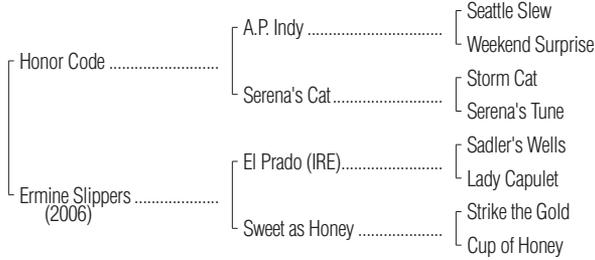 Seattle Slew
A.P. Indy ..............................
Weekend Surprise
Honor Code ........................
Storm Cat
Serena's Cat........................
Serena's Tune
Sadler's Wells
El Prado (IRE)......................
Lady Capulet
Ermine Slippers ..................
(2006)
Strike the Gold
Sweet as Honey ..................
Cup of Honey